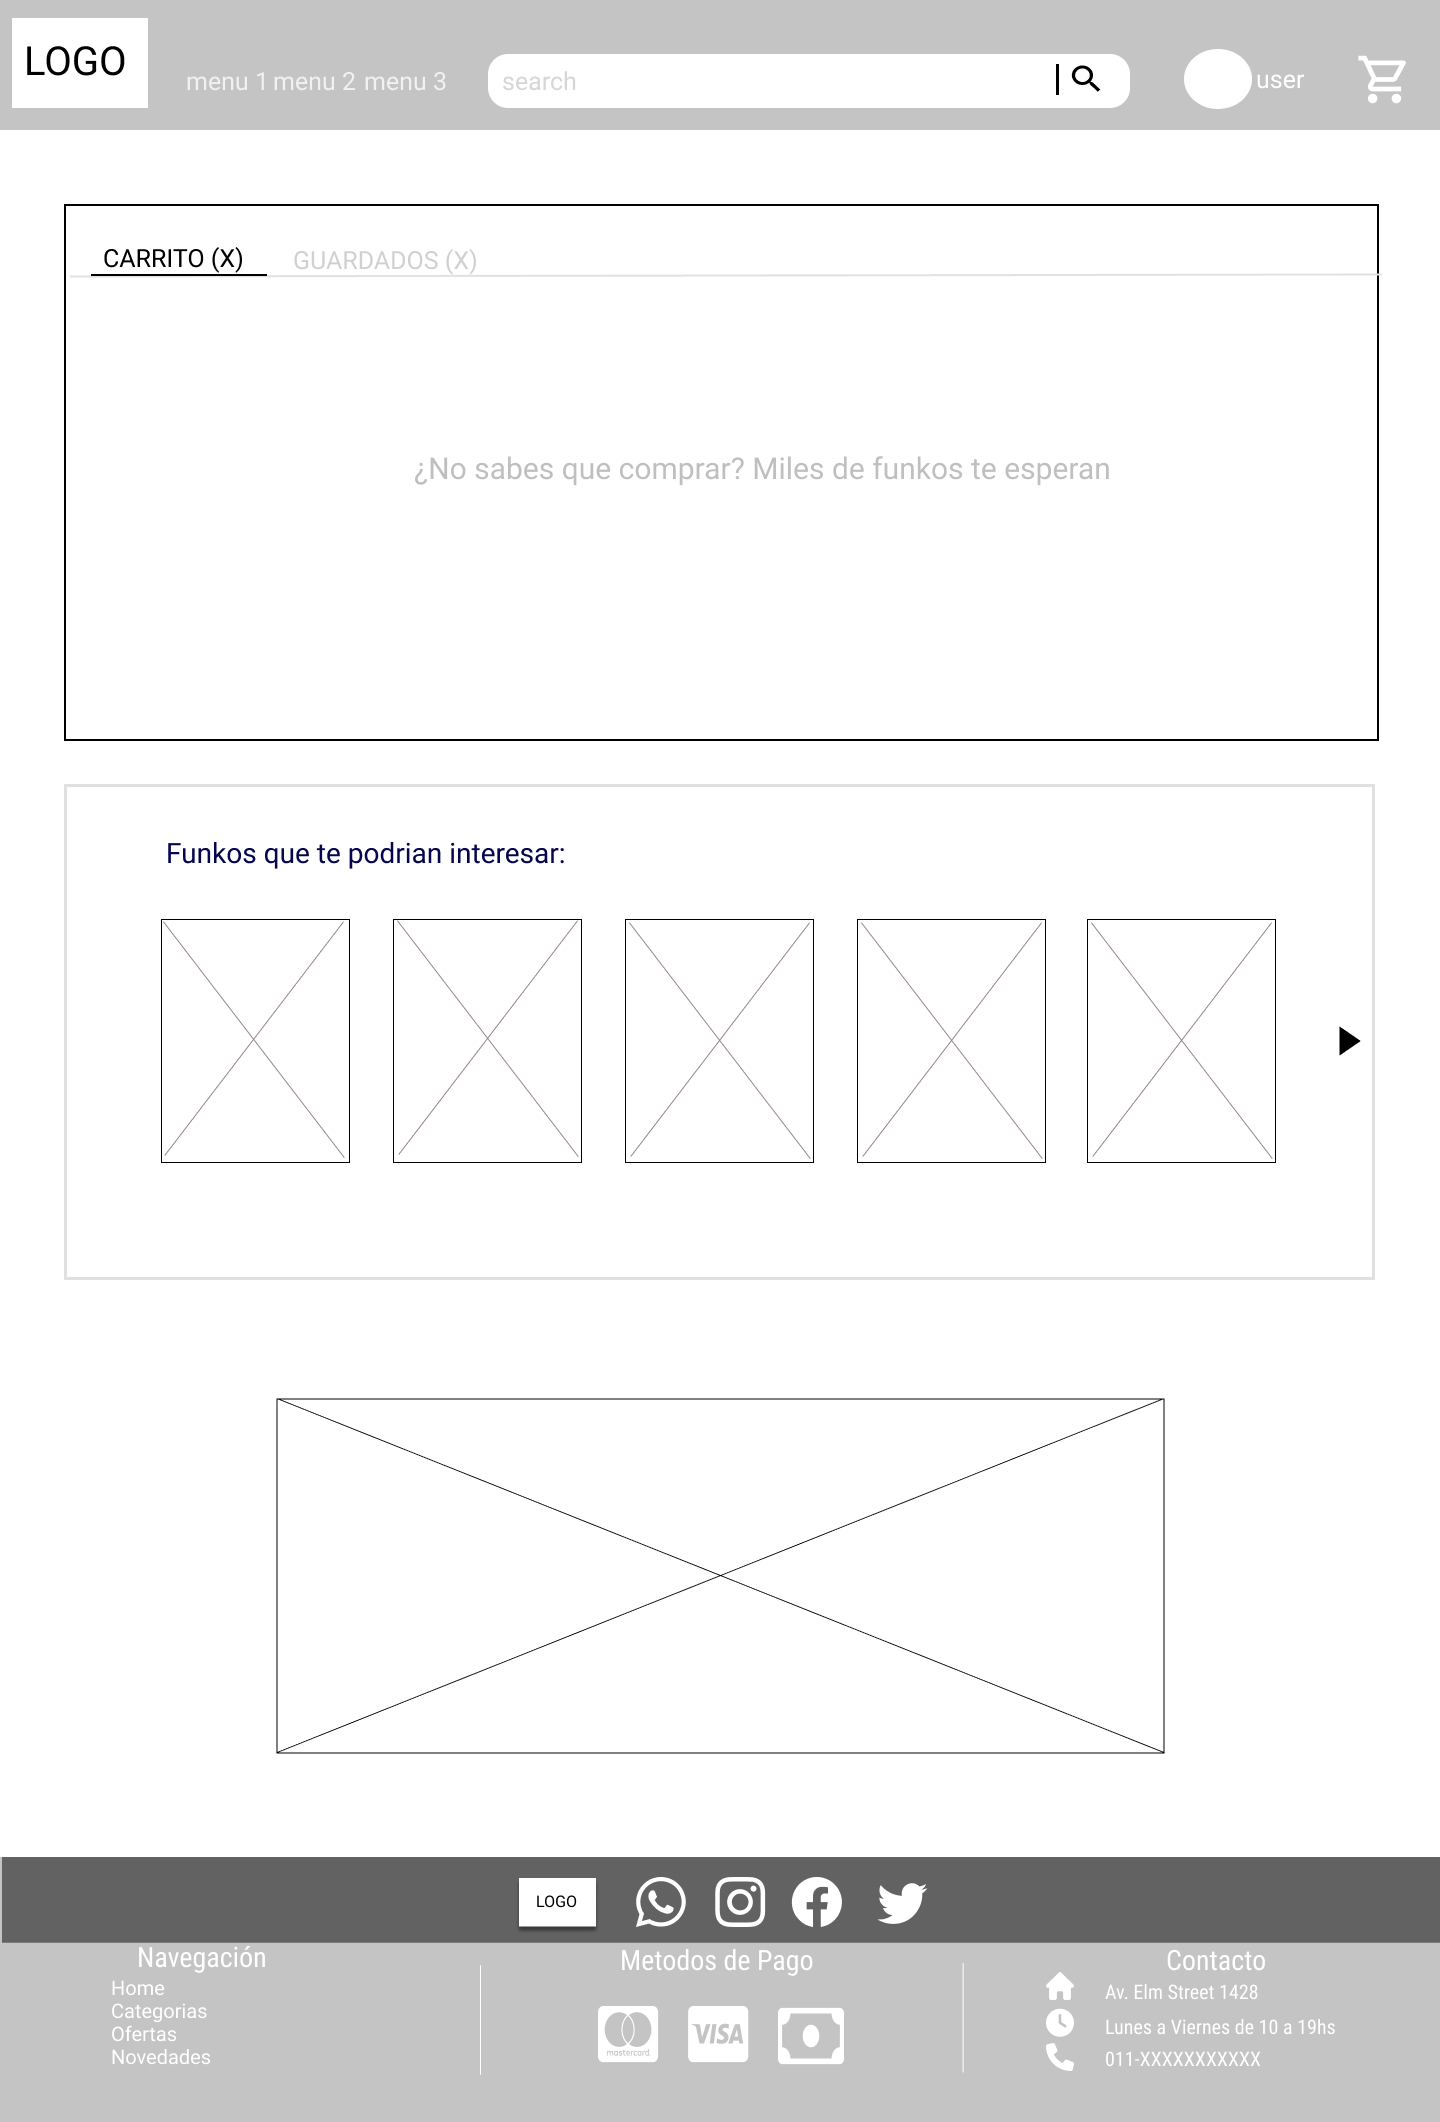 LOGO
menu 1 menu 2 menu 3
search
user
CARRITO (X) GUARDADOS (X)
¿No sabes que comprar? Miles de funkos te esperan
Funkos que te podrian interesar:
LOGO
Navegación
Home
Categorias
Ofertas
Novedades
Metodos de Pago
mastercard
VISA
Contacto
Av. Elm Street 1428
Lunes a Viernes de 10 a 19hs
011-XXXXXXXXXXX